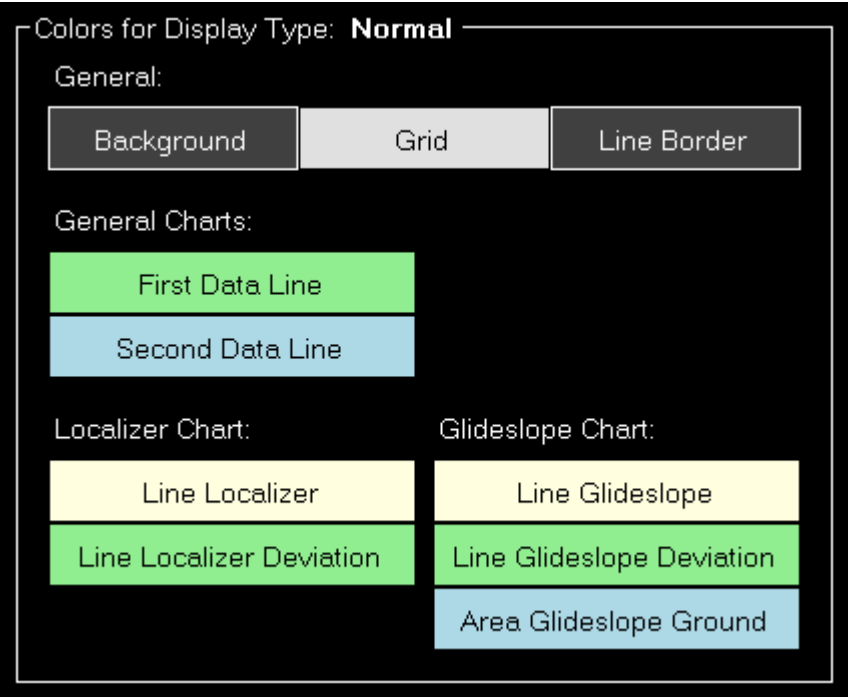 Colors for Display Type: Normal
General:
Background Grid Line Border
General Charts:
First Data Line
Second Data Line
Localizer Chart: Glideslope Chart:
Line Localizer Line Glideslope
Line Localizer Deviation Line Glideslope Deviation
Area Glideslope Ground